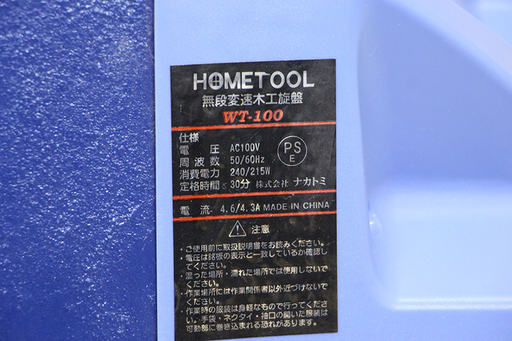 HOMETOOL
無段変速木工旋盤
WT-100
仕様
電圧 AC100V
周波数 50/60Hz
消費電力 240/215W
定格時間 30分 株式会社 ナカトミ
PS
E
電流 4.6/4.3A MADE IN CHINA
注意
・ご使用前に取扱説明書をお読みください。
・電圧は銘板の表示と一致しているか確認し
てください。
・湿った場所・濡れた場所では使用しないで
ください。
・作業場所には作業関係者以外近づけないで
ください。
・作業時の服装は身軽なもので行ってくださ
い。手袋・ネクタイ・袖口の開いた服装は
可動部に巻き込まれる恐れがあります。